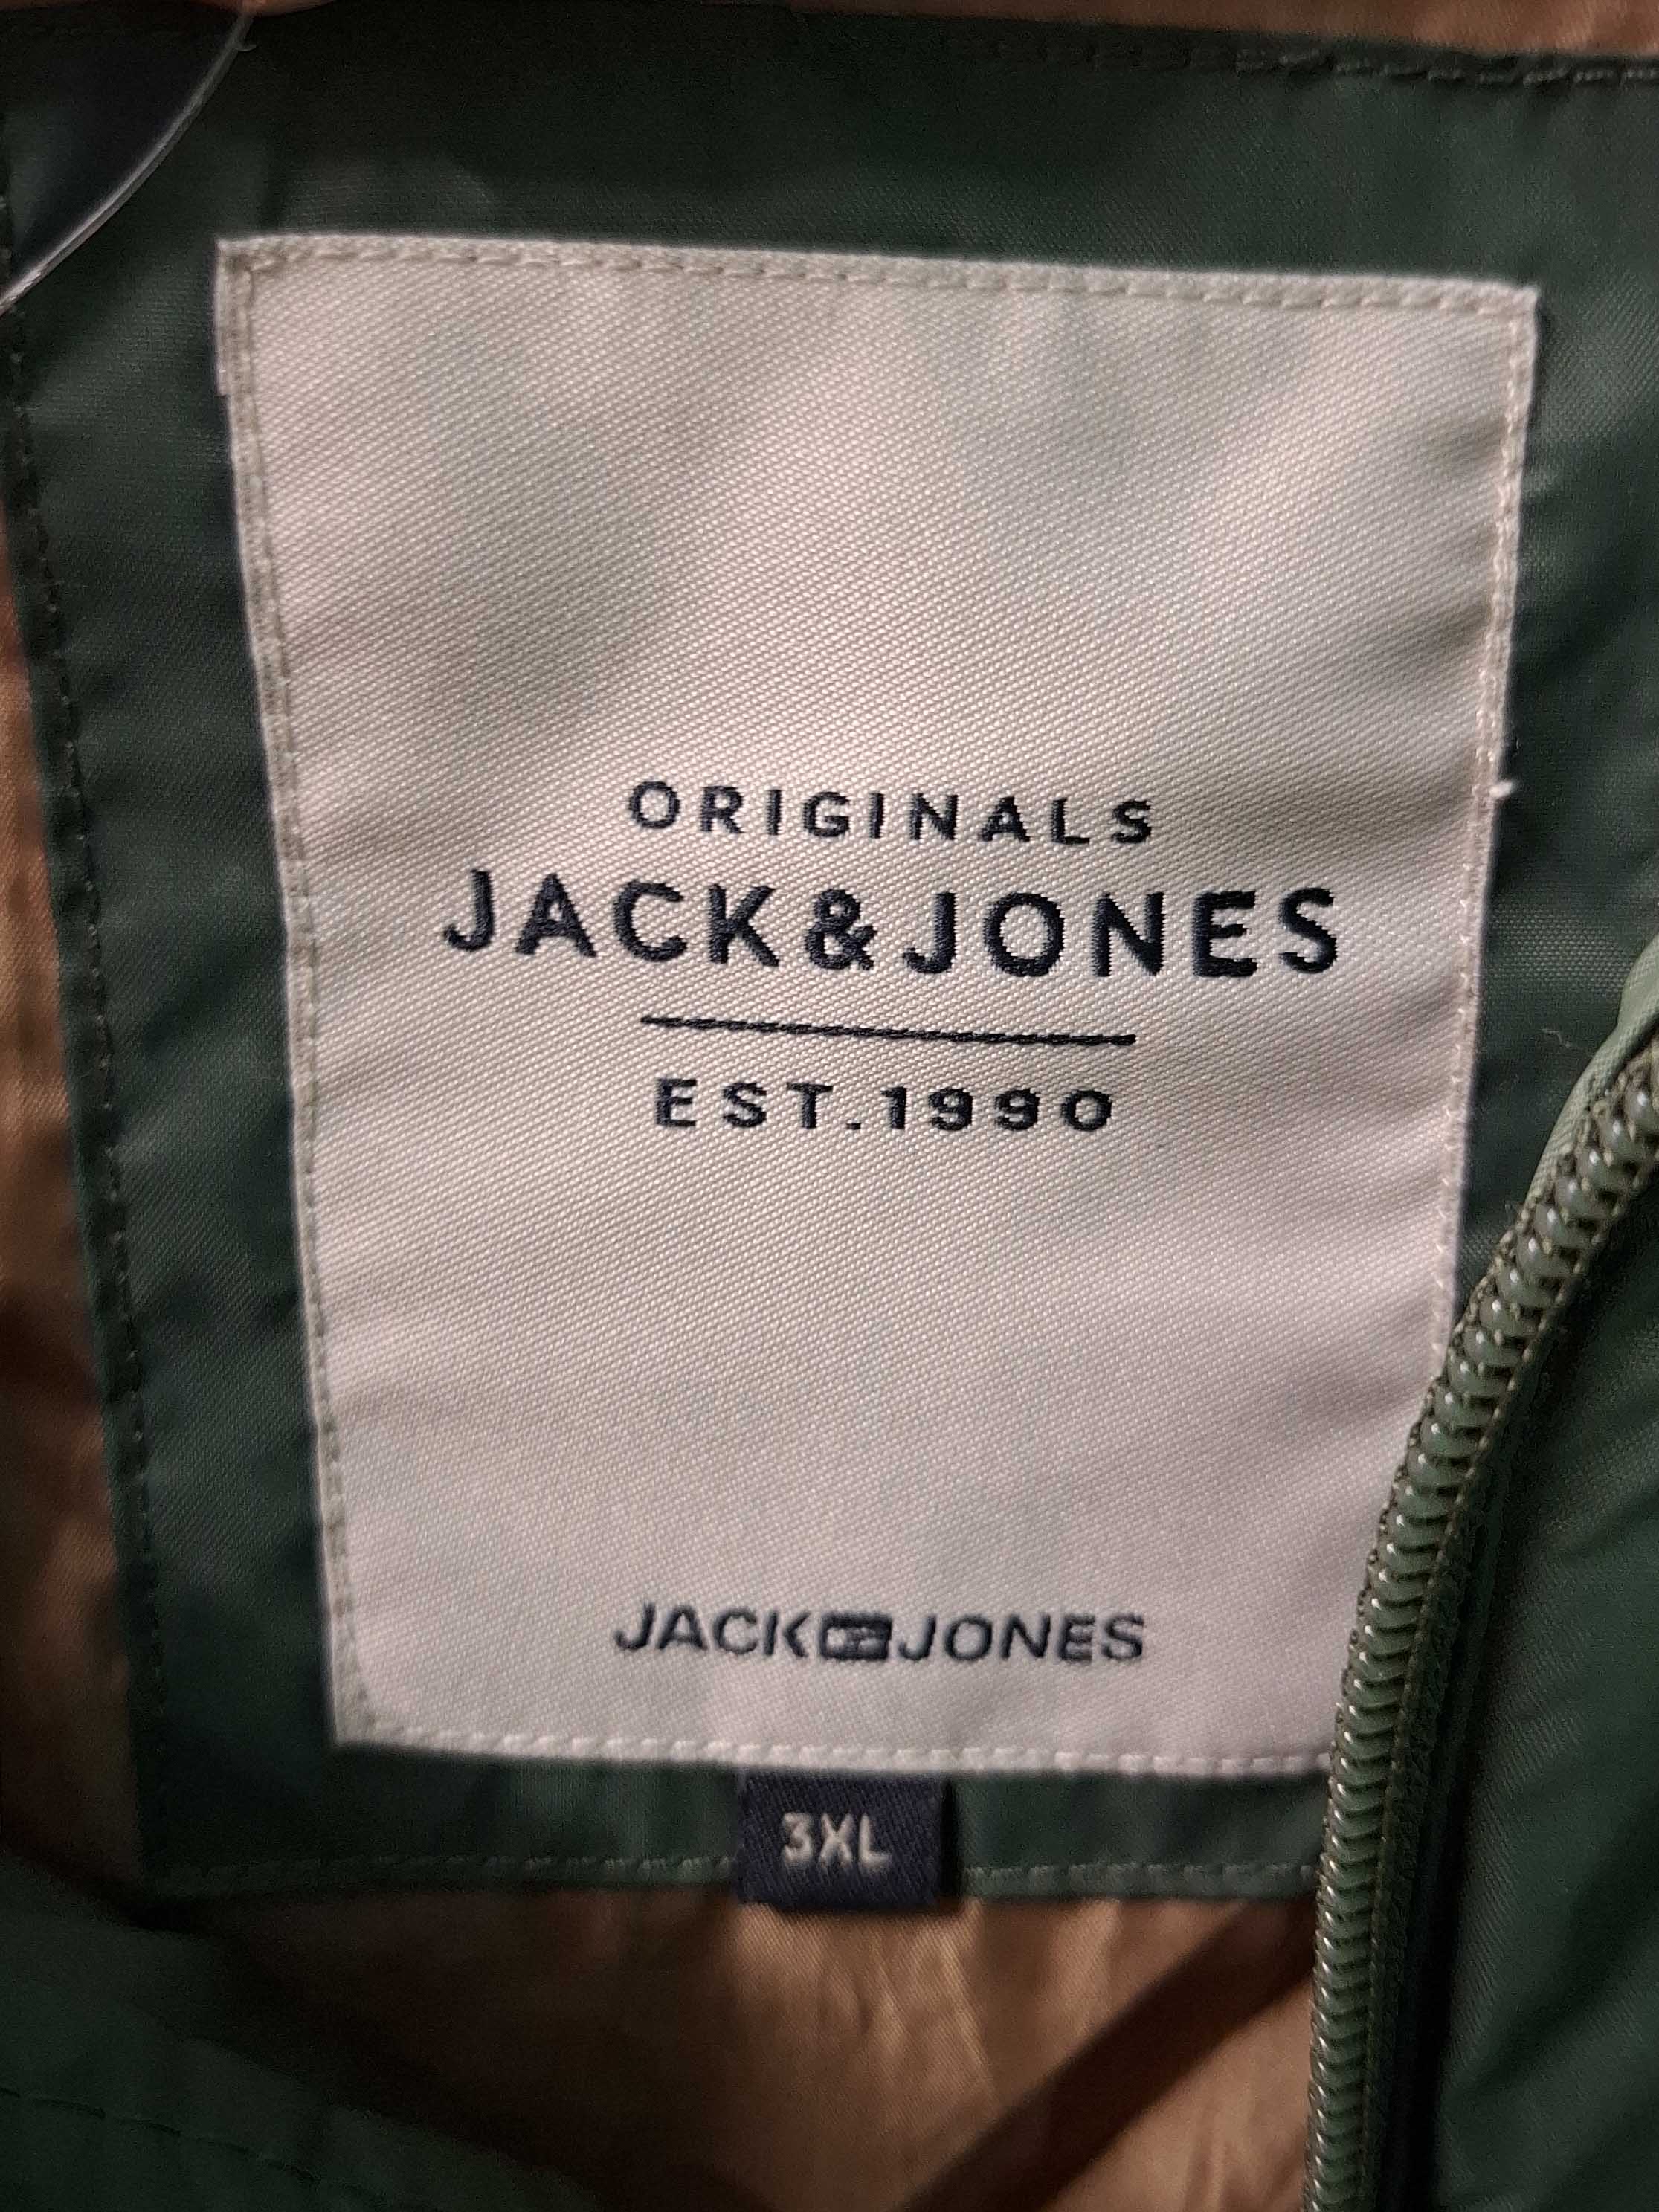 ORIGINALS
JACK&JONES
EST.1990
JACK&JONES
3XL